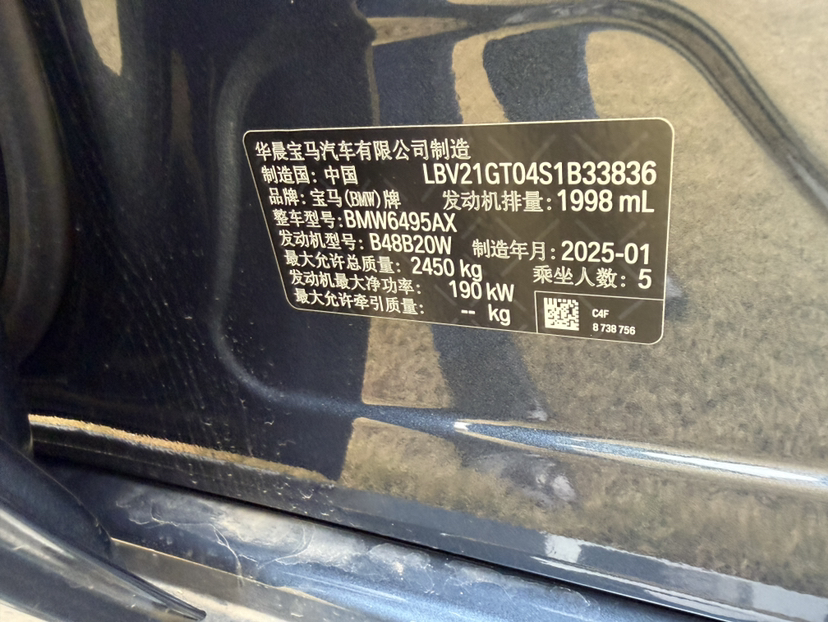 华晨宝马汽车有限公司制造
制造国: 中国 LBV21GT04S1B33836
品牌: 宝马(BMW)牌 发动机排量: 1998 mL
整车型号: BMW6495AX
发动机型号: B48B20W 制造年月: 2025-01
最大允许总质量: 2450 kg 乘坐人数: 5
发动机最大净功率: 190 kW
最大允许牵引质量: -- kg
C4F
8 738 756